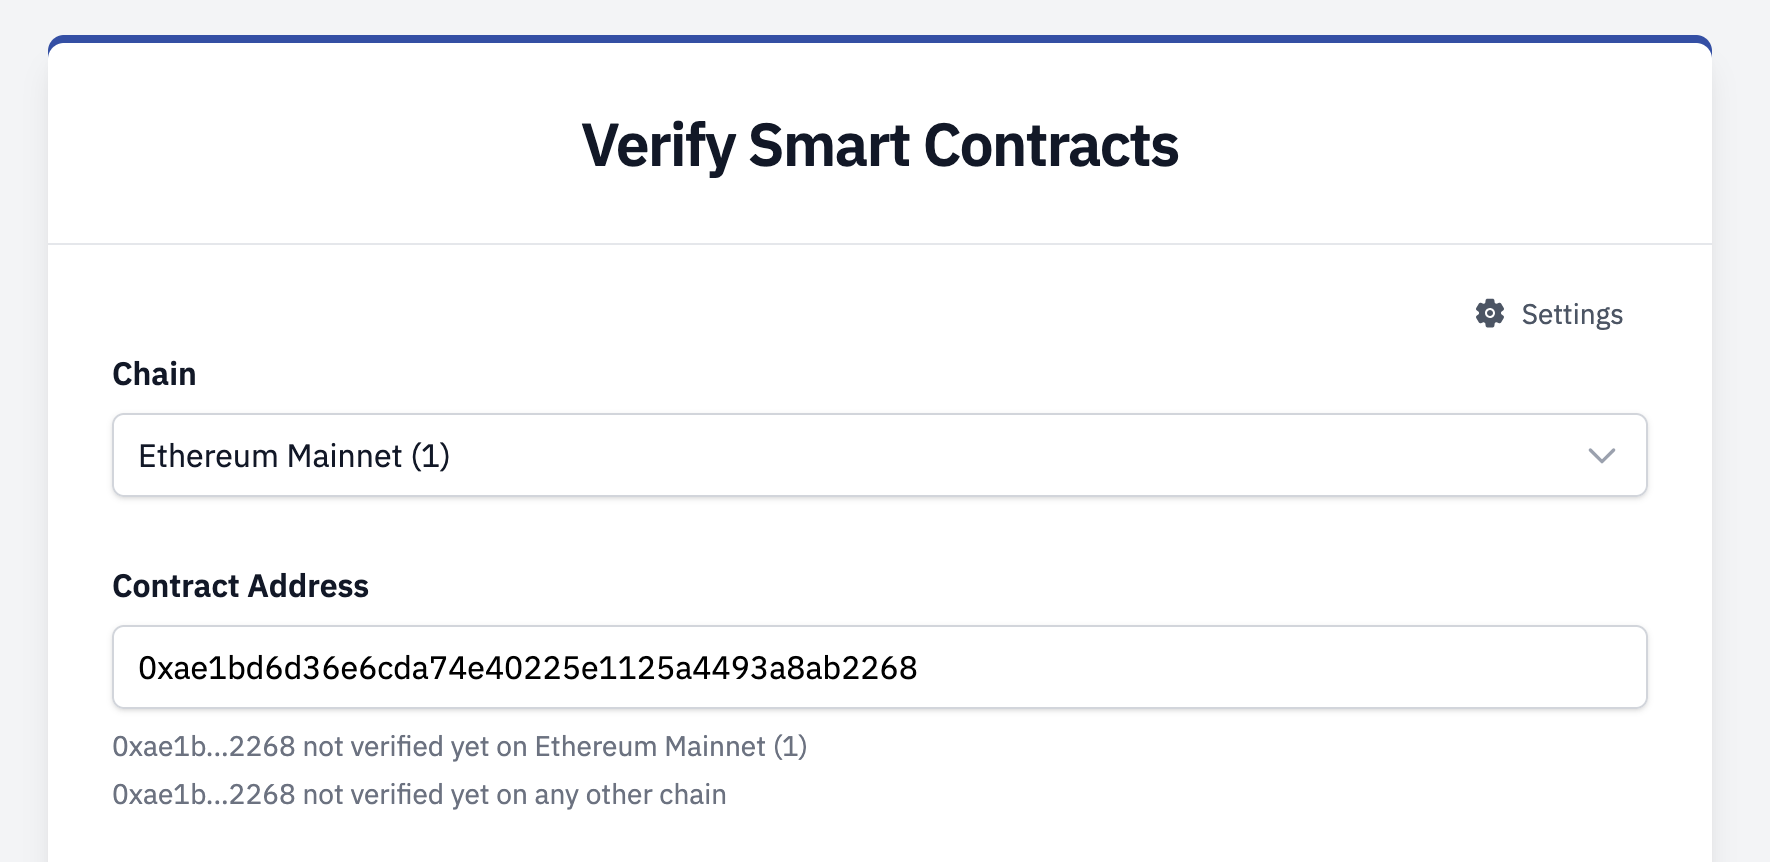 Verify Smart Contracts
Settings
Chain
Ethereum Mainnet (1)
Contract Address
0xae1bd6d36e6cda74e40225e1125a4493a8ab2268
0xae1b...2268 not verified yet on Ethereum Mainnet (1)
0xae1b...2268 not verified yet on any other chain